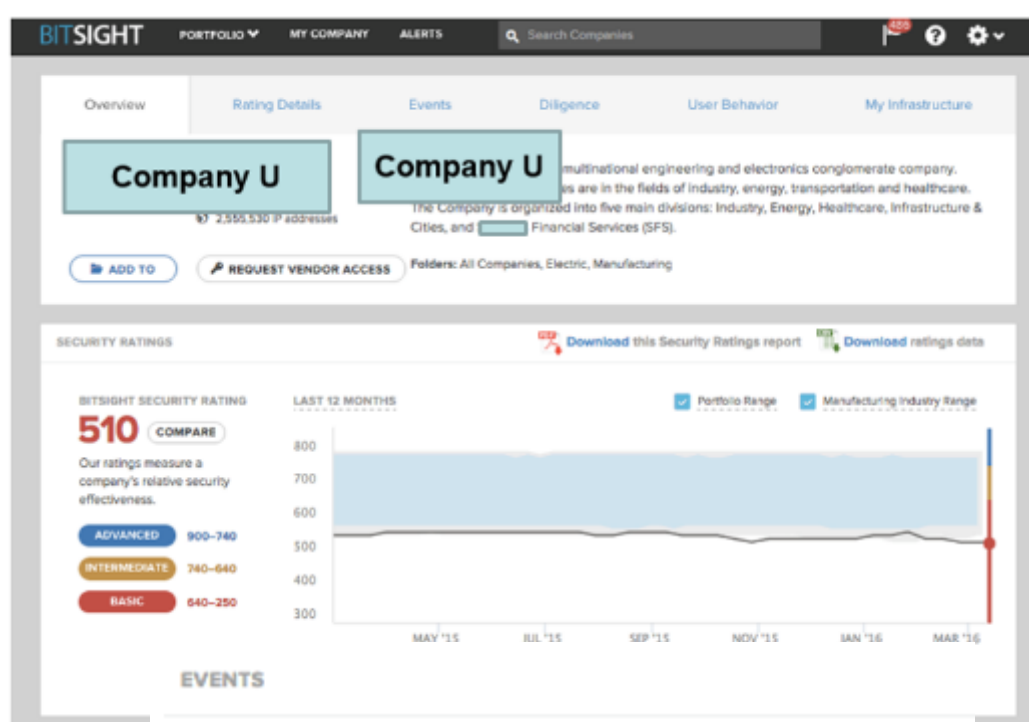 BITSIGHT PORTFOLIO MY COMPANY ALERTS Search Companies 486
Overview Rating Details Events Diligence User Behavior My Infrastructure
Company U
2,555,530 IP addresses
ADD TO REQUEST VENDOR ACCESS
Company U multinational engineering and electronics conglomerate company.
es are in the fields of industry, energy, transportation and healthcare.
The Company is organized into five main divisions: Industry, Energy, Healthcare, Infrastructure &
Cities, and Financial Services (SFS).
Folders: All Companies, Electric, Manufacturing
SECURITY RATINGS Download this Security Ratings report Download ratings data
BITSIGHT SECURITY RATING
510 COMPARE
Our ratings measure a
company's relative security
effectiveness.
ADVANCED 900–740
INTERMEDIATE 740–640
BASIC 640–250
LAST 12 MONTHS Portfolio Range Manufacturing Industry Range
800
700
600
500
400
300
MAY '15 JUL '15 SEP '15 NOV '15 JAN '16 MAR '16
EVENTS